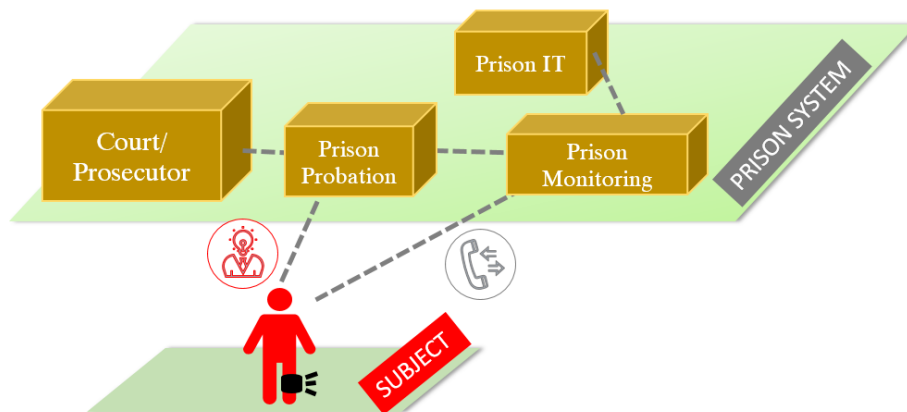 Prison IT
PRISON SYSTEM
Court/
Prosecutor
Prison
Probation
Prison
Monitoring
SUBJECT